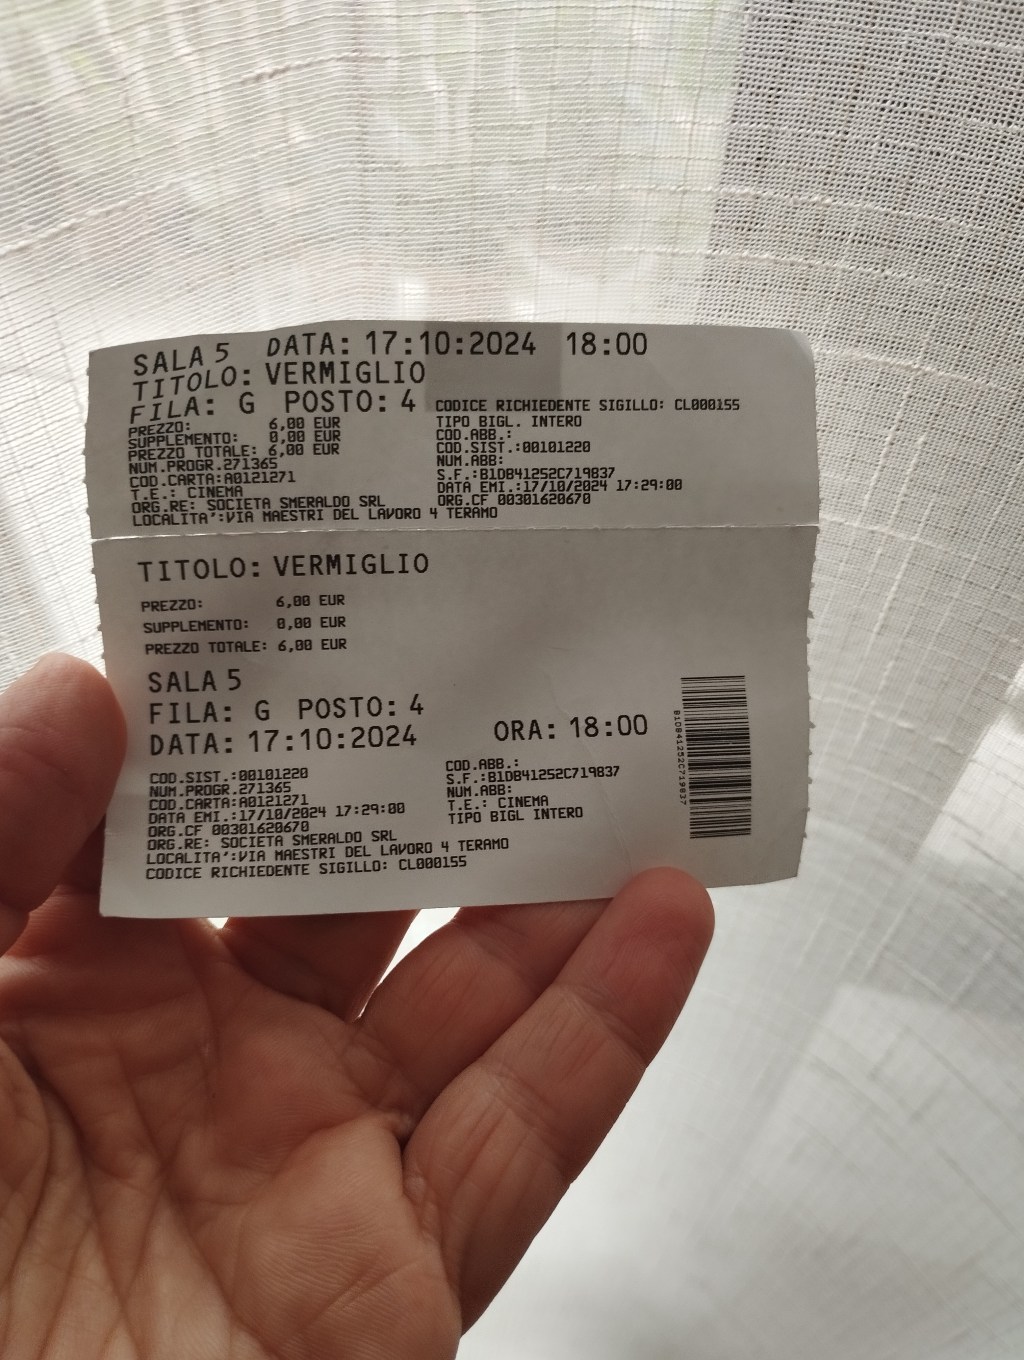 SALA 5 DATA: 17:10:2024 18:00
TITOLO: VERMIGLIO
FILA: G POSTO: 4 CODICE RICHIEDENTE SIGILLO: CL000155
PREZZO: 6,00 EUR TIPO BIGL. INTERO
SUPPLEMENTO: 0,00 EUR COD.ABB.:
PREZZO TOTALE: 6,00 EUR COD.SIST.:00101220
NUM.PROGR.271365 NUM.ABB:
COD.CARTA:A0121271 S.F.:B1DB41252C719837
T.E.: CINEMA DATA EMI.:17/10/2024 17:29:00
ORG.RE: SOCIETA SMERALDO SRL ORG.CF 00301620670
LOCALITA':VIA MAESTRI DEL LAVORO 4 TERAMO
TITOLO: VERMIGLIO
PREZZO: 6,00 EUR
SUPPLEMENTO: 0,00 EUR
PREZZO TOTALE: 6,00 EUR
SALA 5
FILA: G POSTO: 4
DATA: 17:10:2024 ORA: 18:00
COD.SIST.:00101220 COD.ABB.:
NUM.PROGR.271365 S.F.:B1DB41252C719837
COD.CARTA:A0121271 NUM.ABB:
DATA EMI.:17/10/2024 17:29:00 T.E.: CINEMA
ORG.CF 00301620670 TIPO BIGL INTERO
ORG.RE: SOCIETA SMERALDO SRL
LOCALITA':VIA MAESTRI DEL LAVORO 4 TERAMO
CODICE RICHIEDENTE SIGILLO: CL000155
B1DB41252C719837